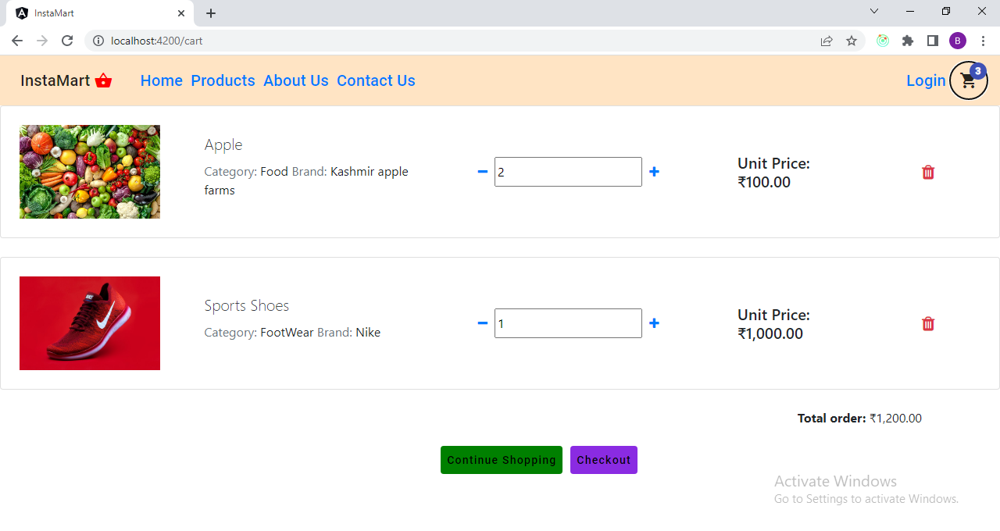 InstaMart
localhost:4200/cart
B
InstaMart Home Products About Us Contact Us Login 3
Apple
Category: Food Brand: Kashmir apple
farms
2
Unit Price:
₹100.00
Sports Shoes
Category: FootWear Brand: Nike
1
Unit Price:
₹1,000.00
Total order: ₹1,200.00
Continue Shopping Checkout
Activate Windows
Go to Settings to activate Windows.